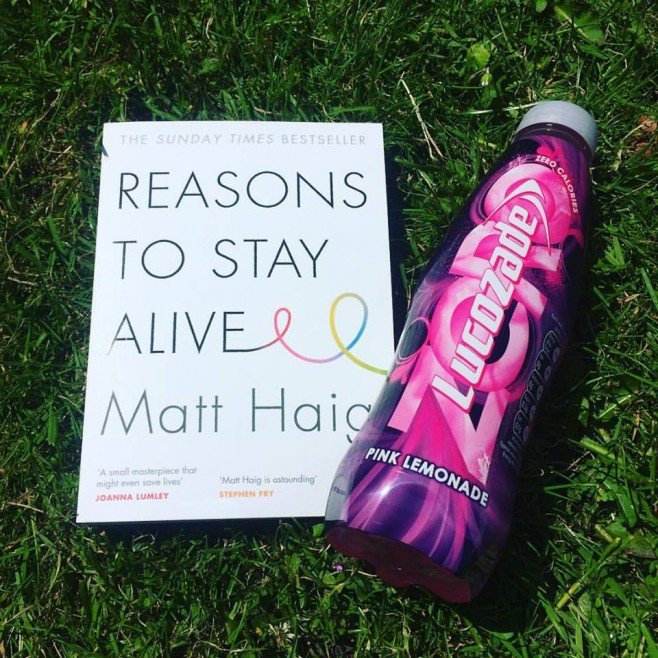 THE SUNDAY TIMES BESTSELLER
REASONS
TO STAY
ALIVE
Matt Haig
'A small masterpiece that
might even save lives'
JOANNA LUMLEY
'Matt Haig is astounding'
STEPHEN FRY
ZERO CALORIES
Lucozade
ZERO
PINK LEMONADE